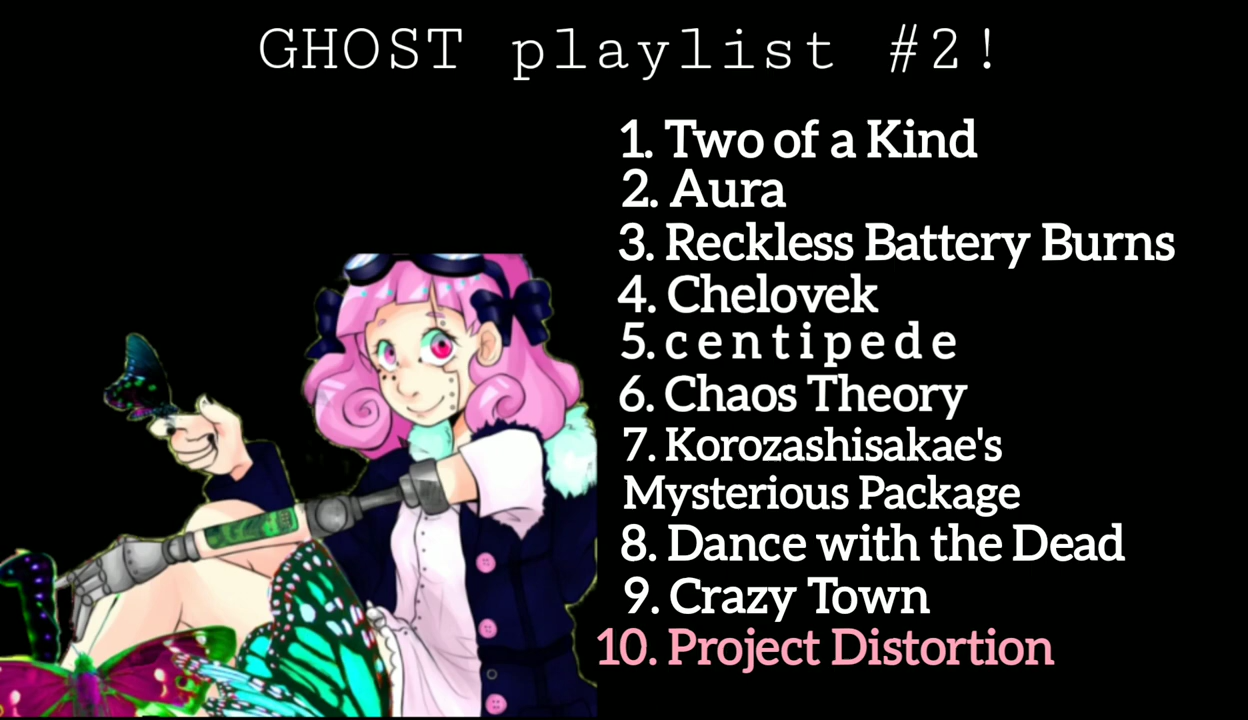 GHOST playlist #2!
1. Two of a Kind
2. Aura
3. Reckless Battery Burns
4. Chelovek
5. c e n t i p e d e
6. Chaos Theory
7. Korozashisakae's
Mysterious Package
8. Dance with the Dead
9. Crazy Town
10. Project Distortion